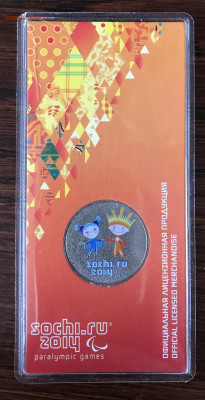 sochi.ru
2014
sochi.ru
2014
paralympic games
ОФИЦИАЛЬНАЯ ЛИЦЕНЗИОННАЯ ПРОДУКЦИЯ
OFFICIAL LICENSED MERCHANDISE